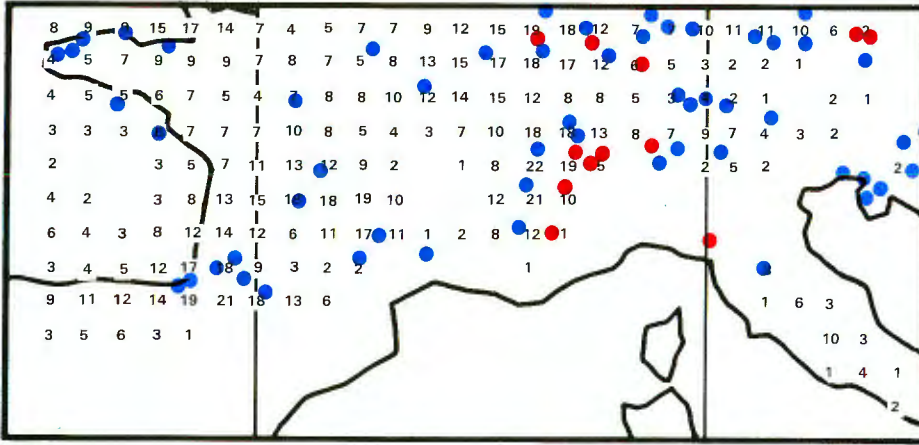 8 9 9 15 17 14 7 4 5 7 7 9 12 15 19 18 12 7 7 10 11 11 10 6 2
4 5 7 9 9 9 7 8 7 5 8 13 15 17 18 17 12 6 5 3 2 2 1
4 5 5 6 7 5 4 7 8 8 10 12 14 15 12 8 8 5 3 4 2 1 2 1
3 3 3 6 7 7 7 10 8 5 4 3 7 10 18 18 13 8 7 9 7 4 3 2
2 3 5 7 11 13 12 9 2 1 8 22 19 5 2 5 2 2
4 2 3 8 13 15 18 19 10 12 21 10
6 4 3 8 12 14 12 6 11 17 11 1 2 8 12 1
3 4 5 12 17 18 9 3 2 2 1
9 11 12 14 19 21 18 13 6 1 6 3
3 5 6 3 1 10 3
1 4 1
2